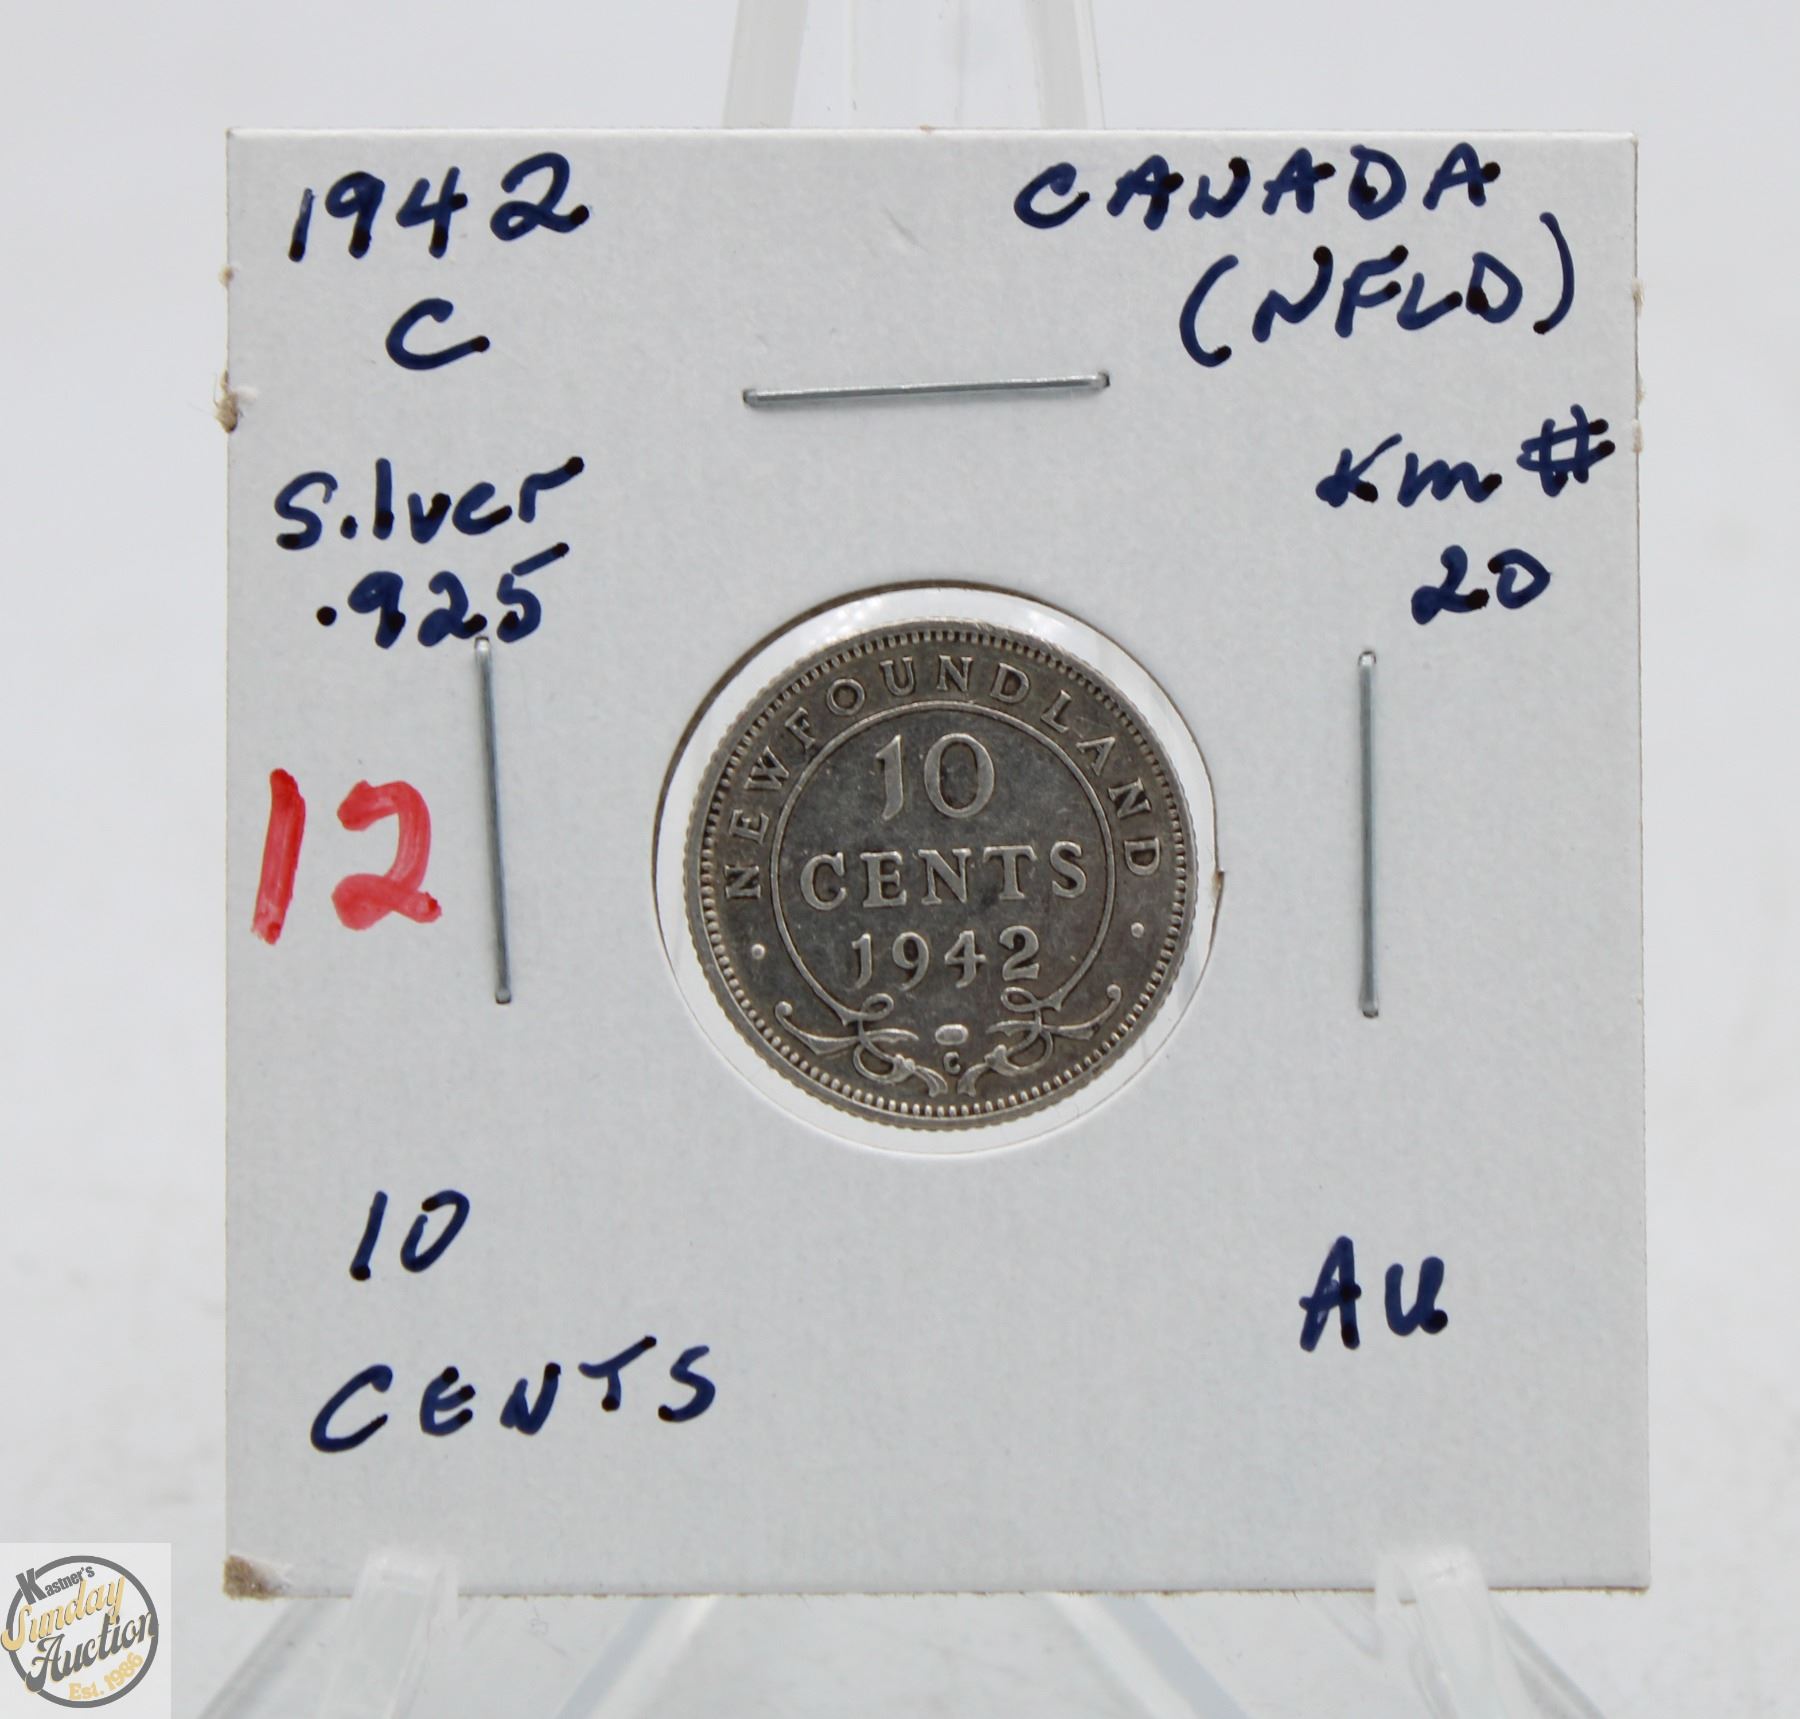 1942
C
CANADA
(NFLD)
Silver
.925
Km #
20
12
NEWFOUNDLAND
10
CENTS
1942
C
10
CENTS
AU
Kastner's
Sunday
Auction
Est. 1986